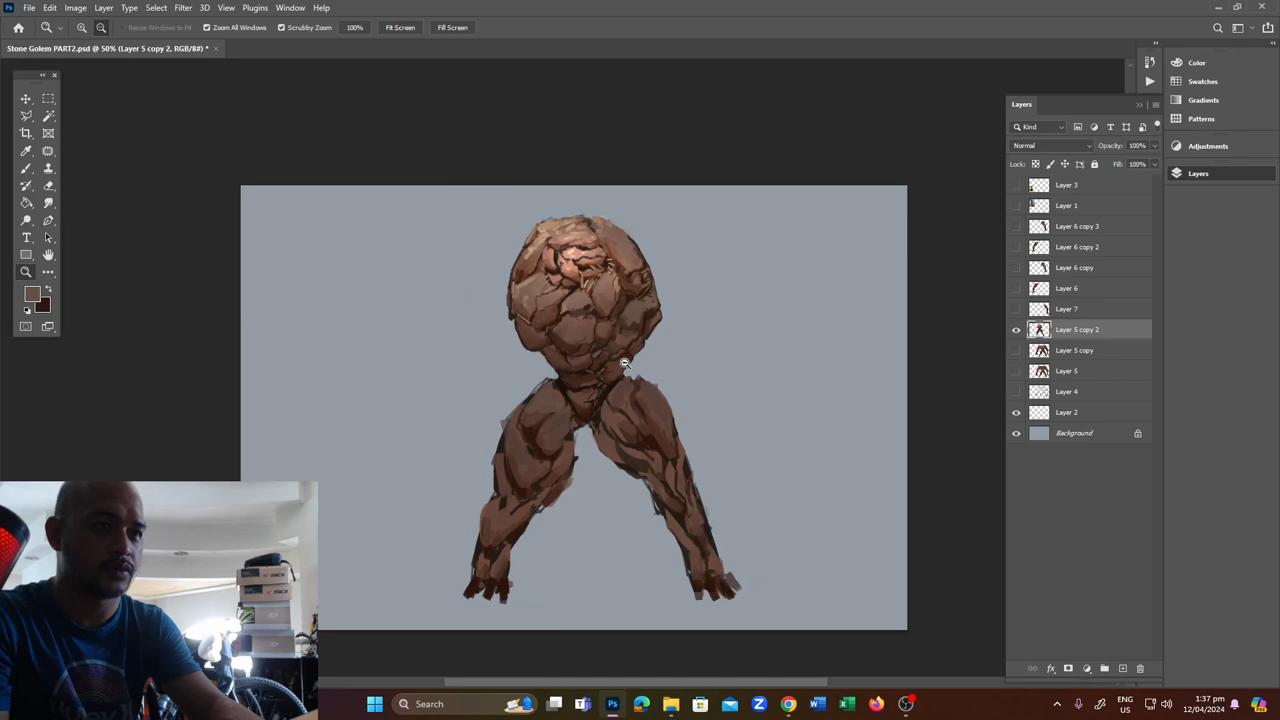 File Edit Image Layer Type Select Filter 3D View Plugins Window Help
Resize Windows to Fit Zoom All Windows Scrubby Zoom 100% Fit Screen Fill Screen
Stone Golem PART2.psd @ 50% (Layer 5 copy 2, RGB/8#) *
Color
Swatches
Gradients
Patterns
Adjustments
Layers
Layers
Kind
Normal Opacity: 100%
Lock: Fill: 100%
Layer 3
Layer 1
Layer 6 copy 3
Layer 6 copy 2
Layer 6 copy
Layer 6
Layer 7
Layer 5 copy 2
Layer 5 copy
Layer 5
Layer 4
Layer 2
Background
Search
ENG
US
1:37 pm
12/04/2024